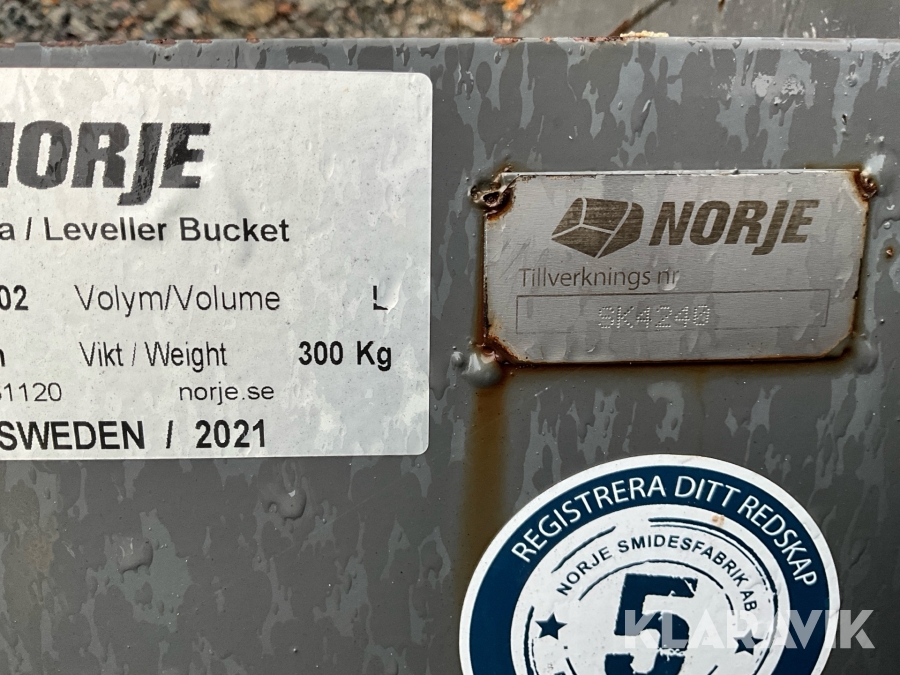 NORJE
a / Leveller Bucket
02 Volym/Volume L
Vikt / Weight 300 Kg
1120 norje.se
SWEDEN / 2021
NORJE
Tillverknings nr
SK4240
REGISTRERA DITT REDSKAP
NORJE SMIDESFABRIK AB
5
KLARAVIK